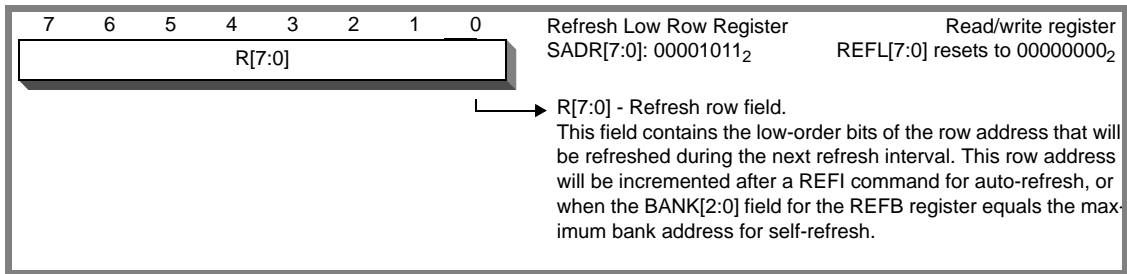 7 6 5 4 3 2 1 0
R[7:0]
Refresh Low Row Register Read/write register
SADR[7:0]: 00001011₂ REFL[7:0] resets to 00000000₂
R[7:0] - Refresh row field.
This field contains the low-order bits of the row address that will
be refreshed during the next refresh interval. This row address
will be incremented after a REFI command for auto-refresh, or
when the BANK[2:0] field for the REFB register equals the max-
imum bank address for self-refresh.